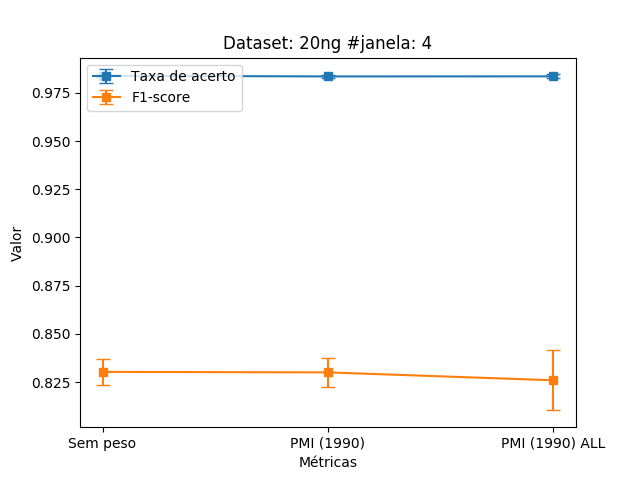 Dataset: 20ng #janela: 4
Taxa de acerto
F1-score
Valor
0.975
0.950
0.925
0.900
0.875
0.850
0.825
Sem peso
PMI (1990)
PMI (1990) ALL
Métricas